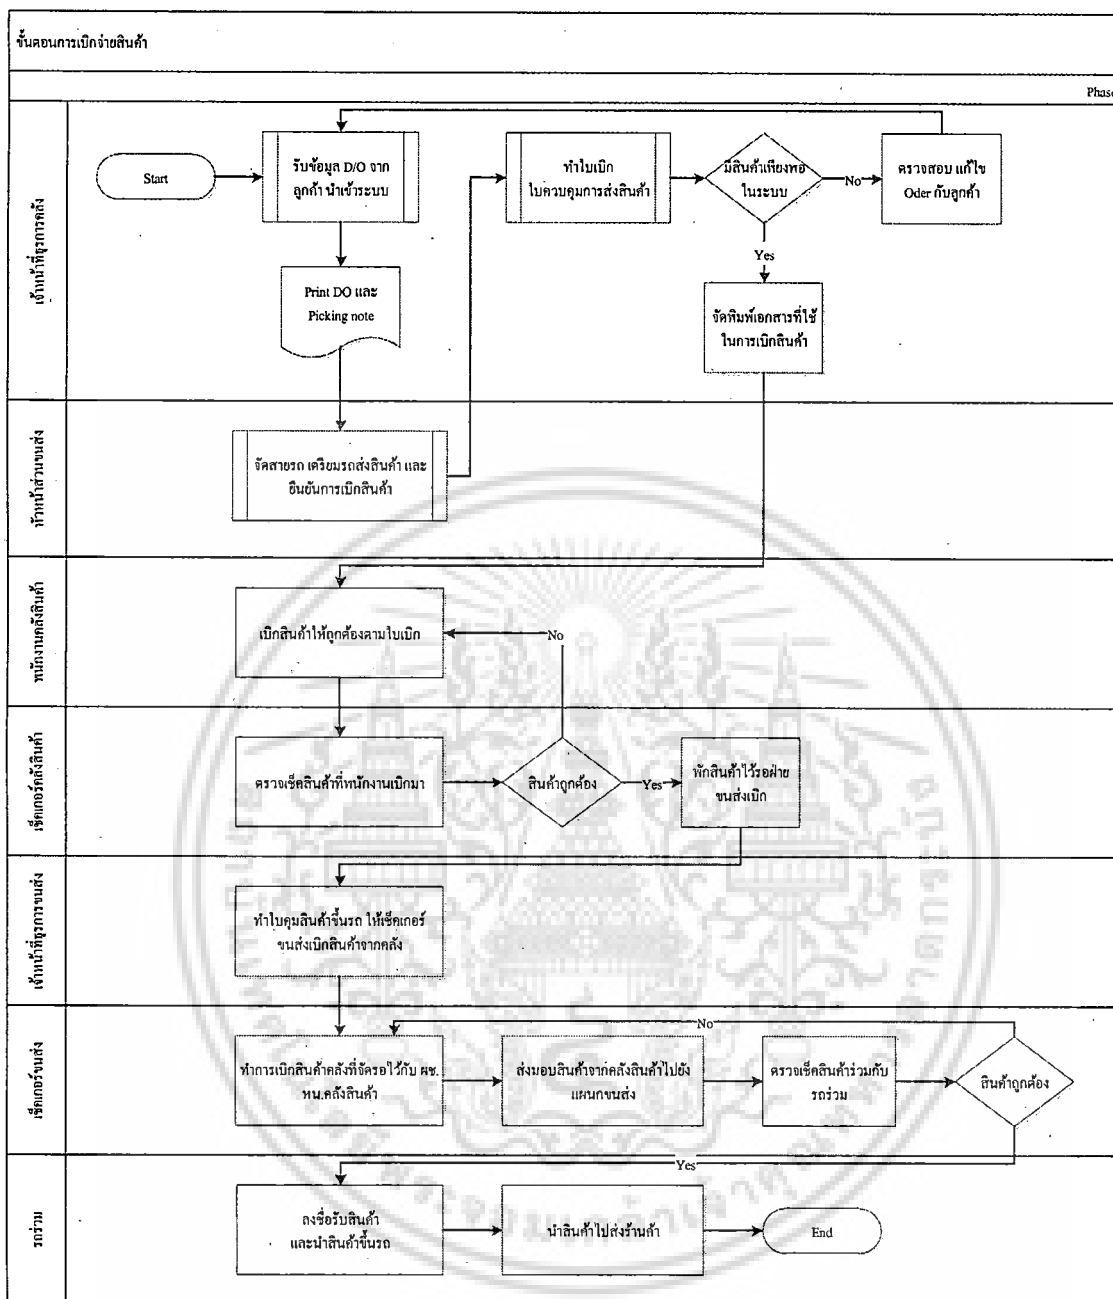 ขั้นตอนการเบิกจ่ายสินค้า
Phase
เจ้าหน้าที่ธุรการคลัง
Start
รับข้อมูล D/O จาก
ลูกค้า นำเข้าระบบ
ทำใบเบิก
ใบควบคุมการส่งสินค้า
มีสินค้าเพียงพอ
ในระบบ
No
ตรวจสอบ แก้ไข
Oder กับลูกค้า
Yes
Print DO และ
Picking note
จัดพิมพ์เอกสารที่ใช้
ในการเบิกสินค้า
หัวหน้าส่วนขนส่ง
จัดสายรถ เตรียมรถส่งสินค้า และ
ยืนยันการเบิกสินค้า
พนักงานคลังสินค้า
เบิกสินค้าให้ถูกต้องตามใบเบิก
No
เช็คเกอร์คลังสินค้า
ตรวจเช็คสินค้าที่พนักงานเบิกมา
สินค้าถูกต้อง
Yes
พักสินค้าไว้รอฝ่าย
ขนส่งเบิก
เจ้าหน้าที่ธุรการขนส่ง
ทำใบคุมสินค้าขึ้นรถ ให้เช็คเกอร์
ขนส่งเบิกสินค้าจากคลัง
เช็คเกอร์ขนส่ง
No
ทำการเบิกสินค้าคลังที่จัดรอไว้กับ ผช.
หน.คลังสินค้า
ส่งมอบสินค้าจากคลังสินค้าไปยัง
แผนกขนส่ง
ตรวจเช็คสินค้าร่วมกับ
รถร่วม
สินค้าถูกต้อง
Yes
รถร่วม
ลงชื่อรับสินค้า
และนำสินค้าขึ้นรถ
นำสินค้าไปส่งร้านค้า
End